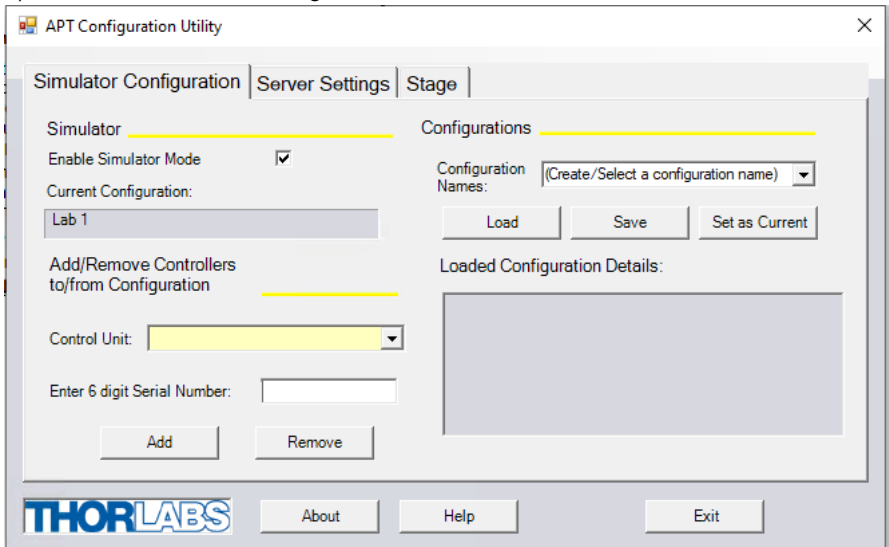 APT Configuration Utility
Simulator Configuration
Server Settings
Stage
Simulator
Enable Simulator Mode
Current Configuration:
Lab 1
Add/Remove Controllers
to/from Configuration
Control Unit:
Enter 6 digit Serial Number:
Add
Remove
Configurations
Configuration
Names:
(Create/Select a configuration name)
Load
Save
Set as Current
Loaded Configuration Details:
THORLABS
About
Help
Exit